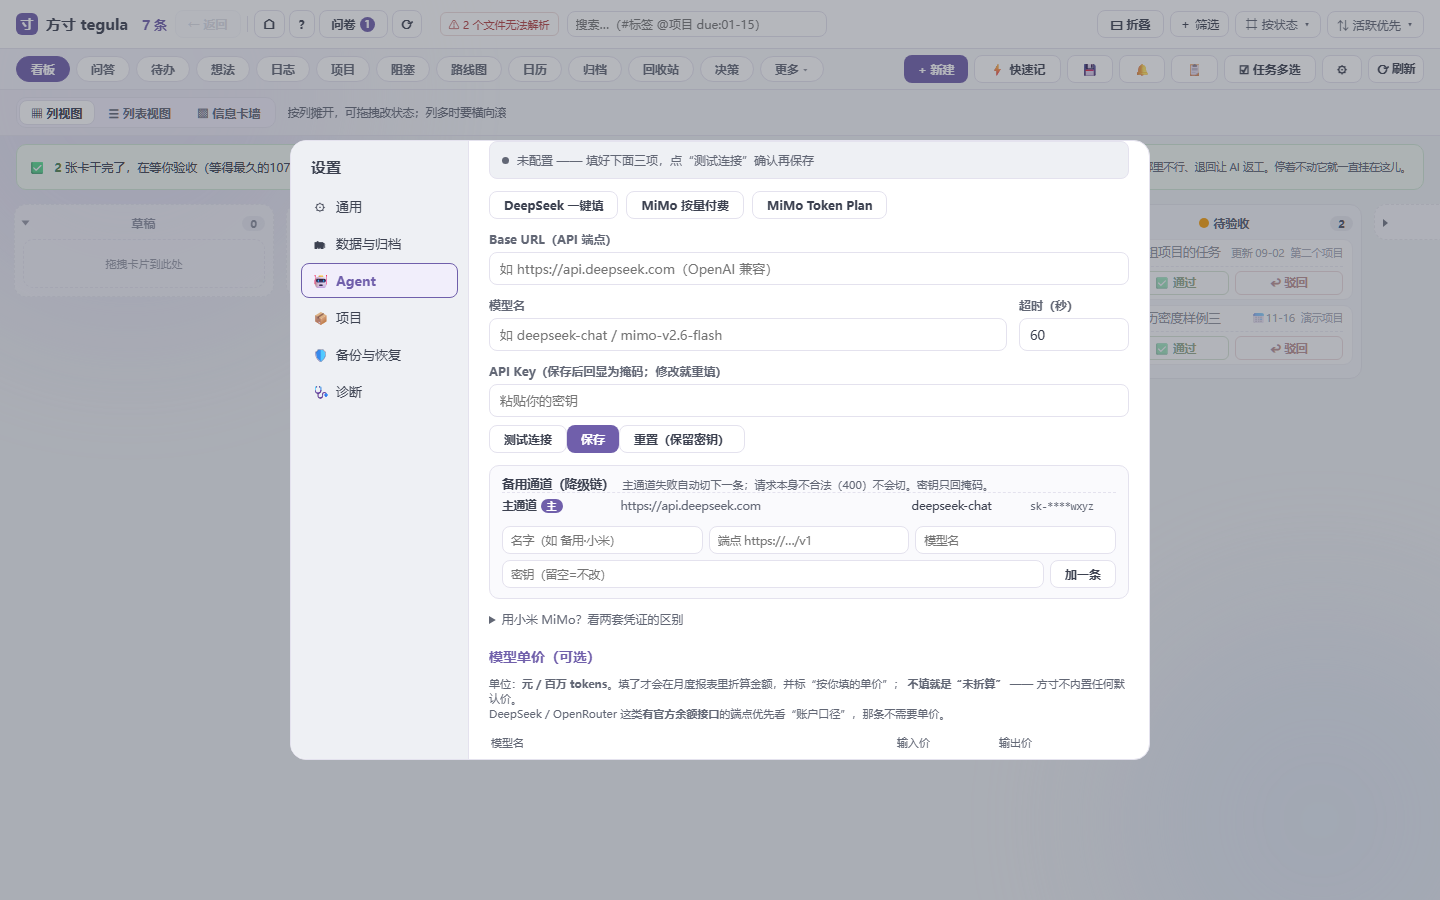 寸 方寸 tegula 7 条 ← 返回 ? 问卷 1 ⚠ 2 个文件无法解析 搜索... (#标签 @项目 due:01-15) 折叠 + 筛选 按状态 活跃优先
看板 问答 待办 想法 日志 项目 阻塞 路线图 日历 归档 回收站 决策 更多 + 新建 快速记 任务多选 刷新
列视图 列表视图 信息卡墙 按列摊开，可拖拽改状态；列多时要横向滚
2 张卡干完了，在等你验收（等得最久的107
那里不行、退回让 AI 返工。停着不动它就一直挂在这儿。
草稿 0
拖拽卡片到此处
待验收 2
组项目的任务 更新 09-02 第二个项目
通过 驳回
历密度样例三 11-16 演示项目
通过 驳回
设置
通用
数据与归档
Agent
项目
备份与恢复
诊断
未配置 —— 填好下面三项，点“测试连接”确认再保存
DeepSeek 一键填 MiMo 按量付费 MiMo Token Plan
Base URL（API 端点）
如 https://api.deepseek.com（OpenAI 兼容）
模型名 超时（秒）
如 deepseek-chat / mimo-v2.6-flash 60
API Key（保存后回显为掩码；修改就重填）
粘贴你的密钥
测试连接 保存 重置（保留密钥）
备用通道（降级链） 主通道失败自动切下一条；请求本身不合法（400）不会切。密钥只回掩码。
主通道 主 https://api.deepseek.com deepseek-chat sk-****wxyz
名字（如 备用·小米） 端点 https://.../v1 模型名
密钥（留空=不改） 加一条
用小米 MiMo？看两套凭证的区别
模型单价（可选）
单位：元 / 百万 tokens。填了才会在月度报表里折算金额，并标“按你填的单价”； 不填就是“未折算” —— 方寸不内置任何默
认价。
DeepSeek / OpenRouter 这类有官方余额接口的端点优先看“账户口径”，那条不需要单价。
模型名 输入价 输出价